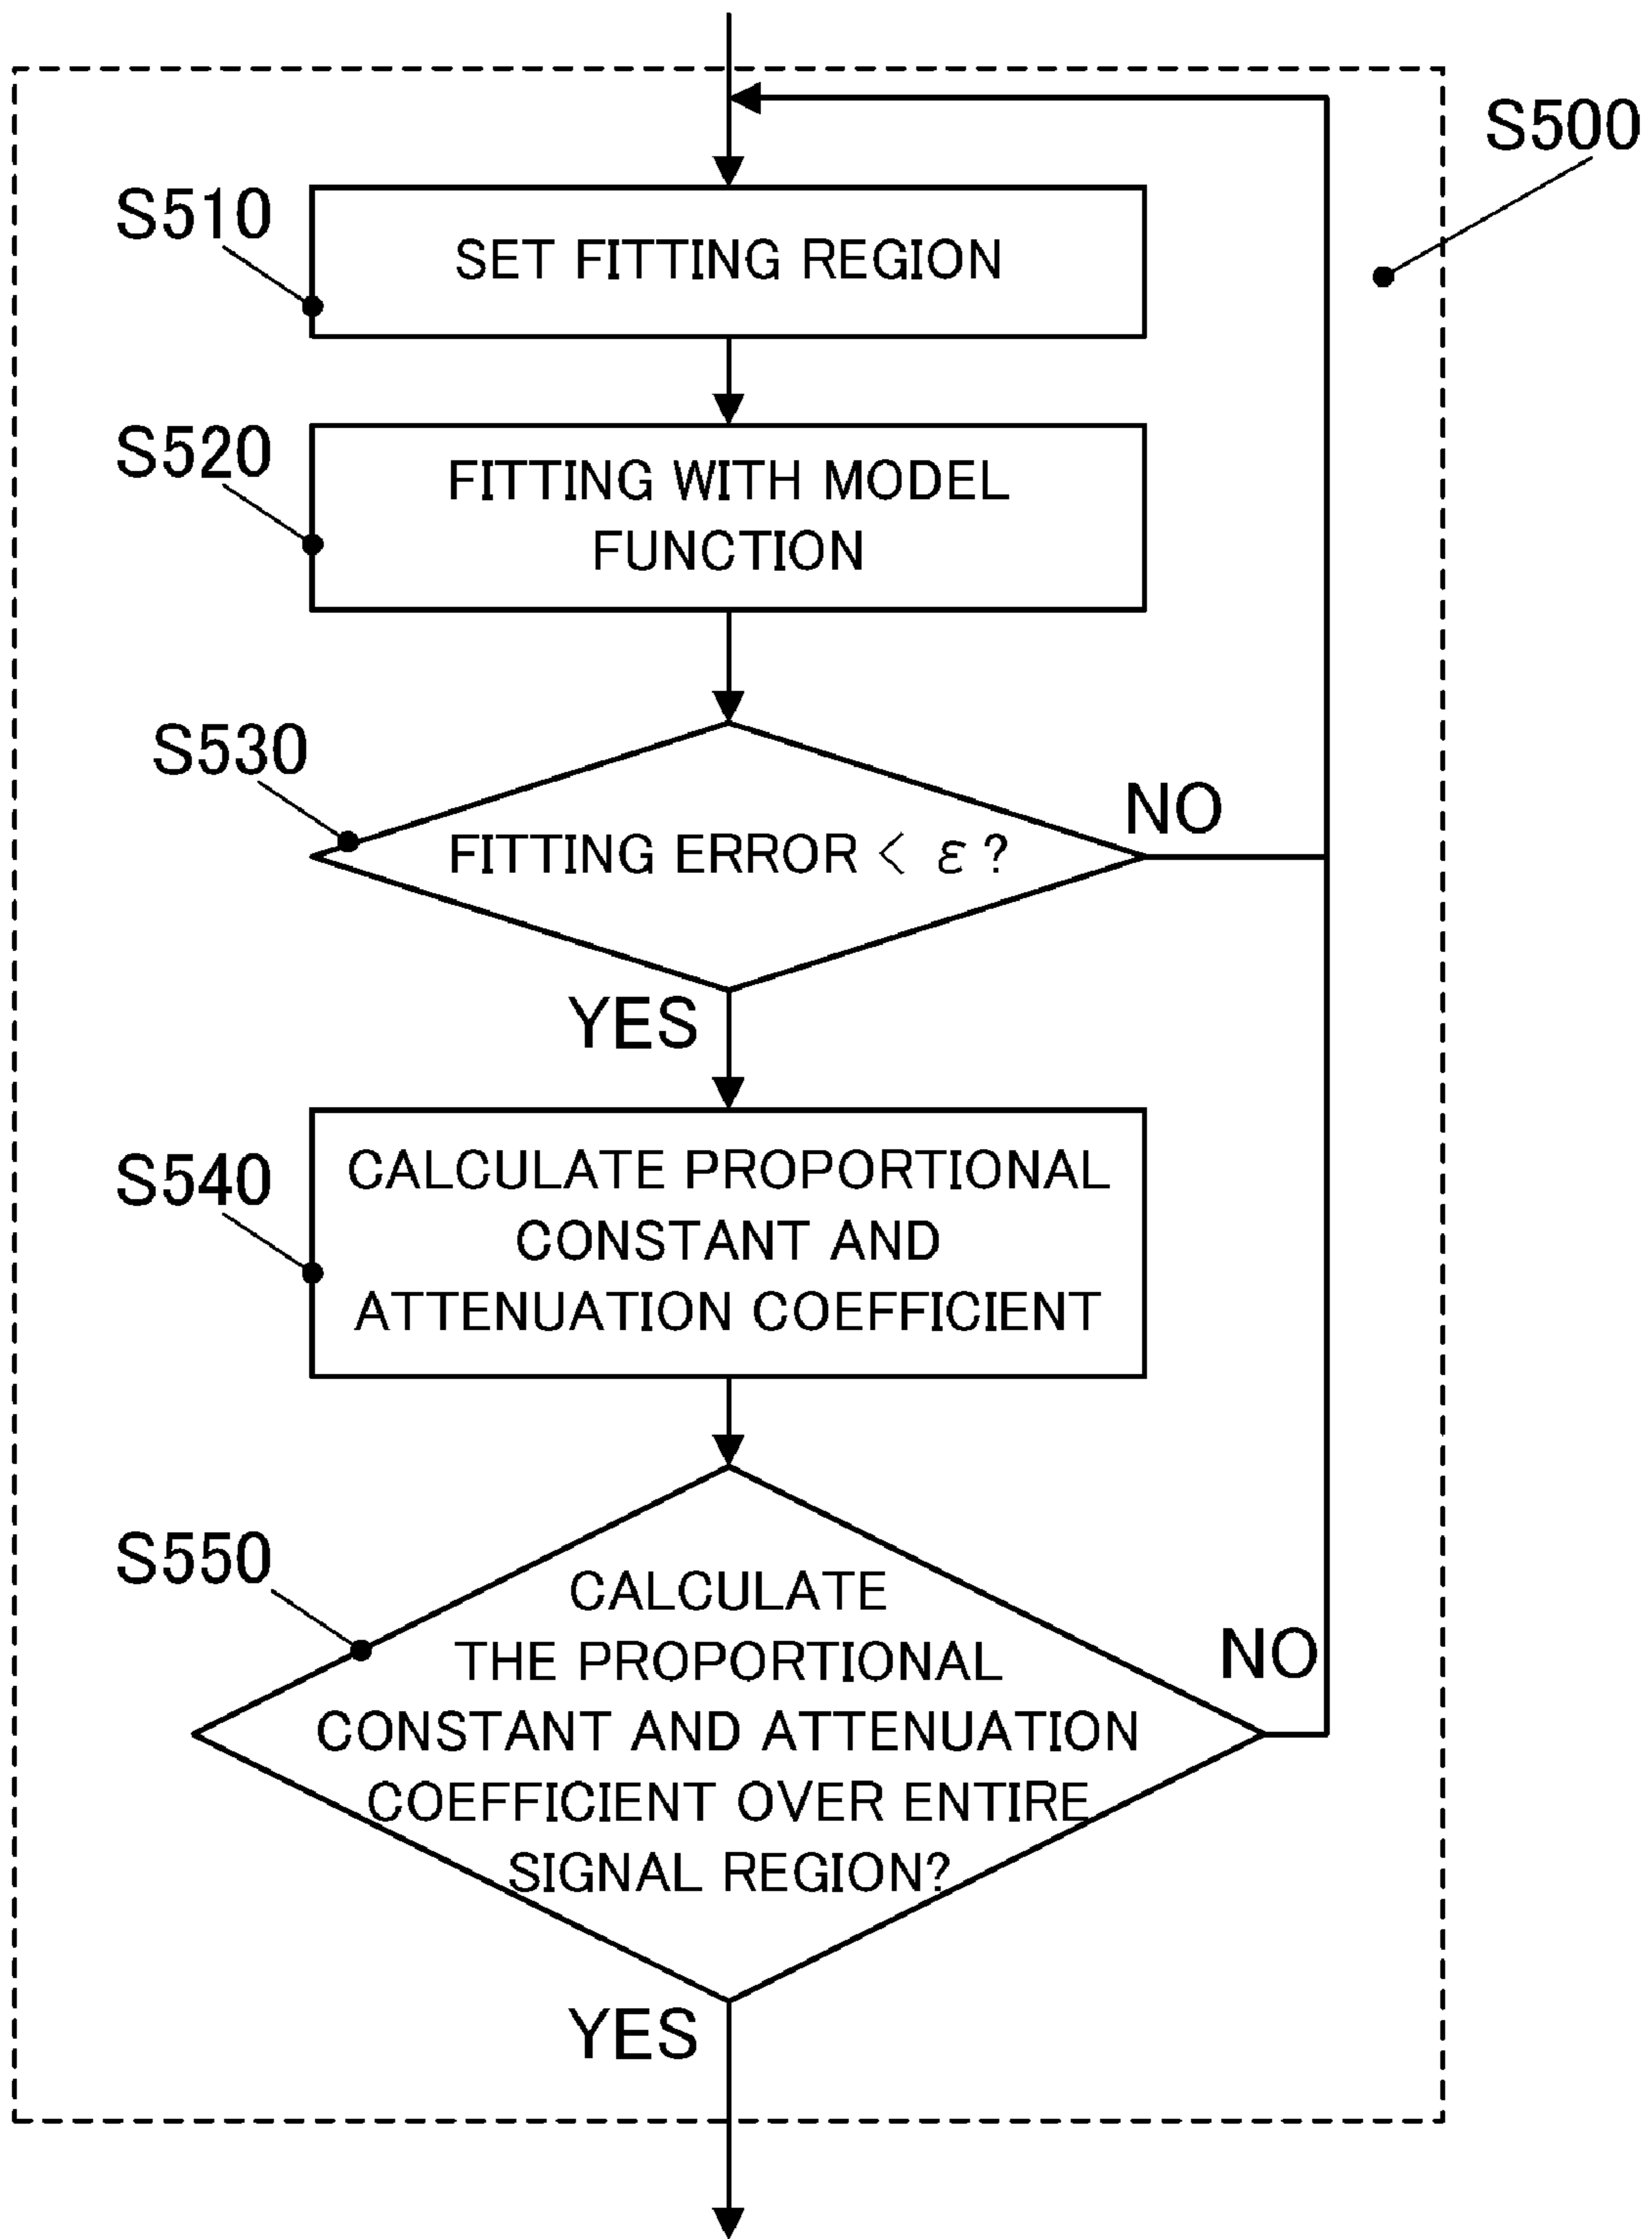 S500
S510
SET FITTING REGION
S520
FITTING WITH MODEL
FUNCTION
S530
NO
FITTING ERROR < ε ?
YES
S540
CALCULATE PROPORTIONAL
CONSTANT AND
ATTENUATION COEFFICIENT
S550
CALCULATE
THE PROPORTIONAL
NO
CONSTANT AND ATTENUATION
COEFFICIENT OVER ENTIRE
SIGNAL REGION?
YES